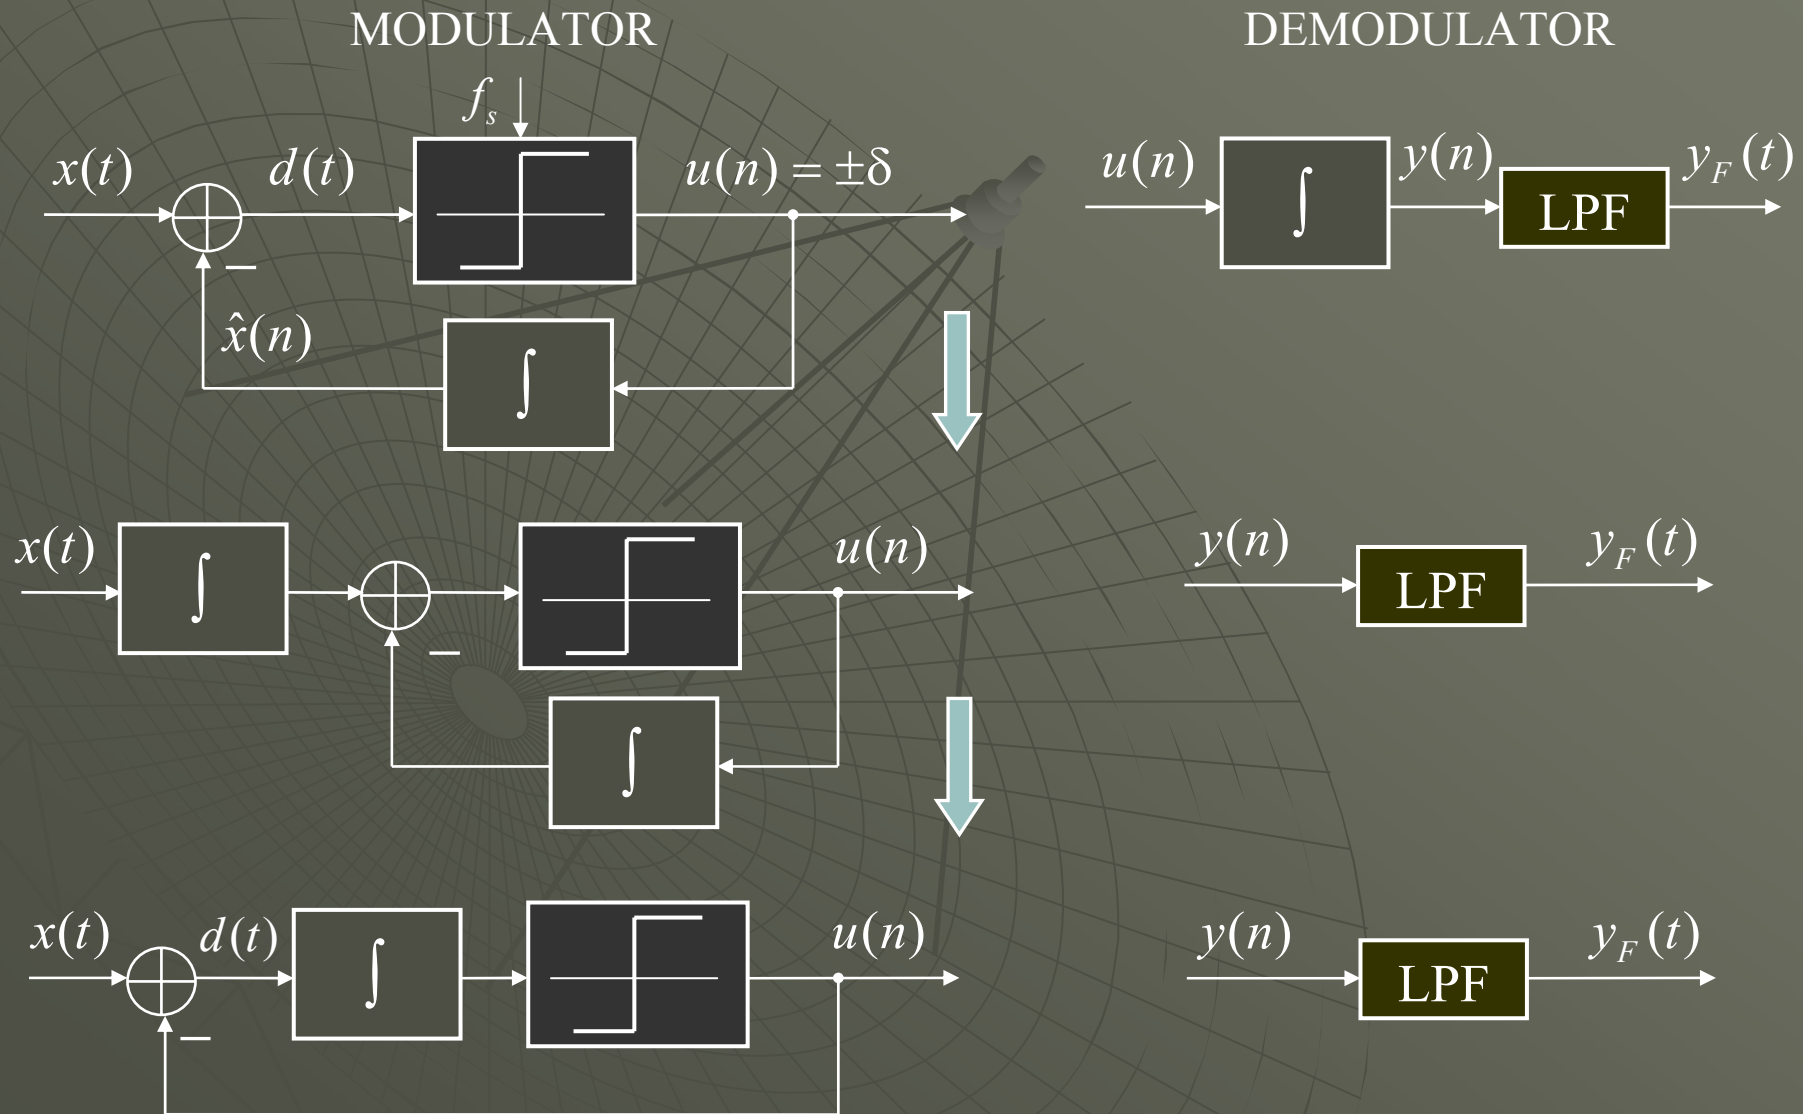 MODULATOR
DEMODULATOR
f_s
x(t)
d(t)
u(n) = ±δ
u(n)
∫
y(n)
LPF
y_F(t)
x̂(n)
∫
x(t)
∫
u(n)
y(n)
LPF
y_F(t)
−
∫
x(t)
d(t)
∫
u(n)
y(n)
LPF
y_F(t)
−